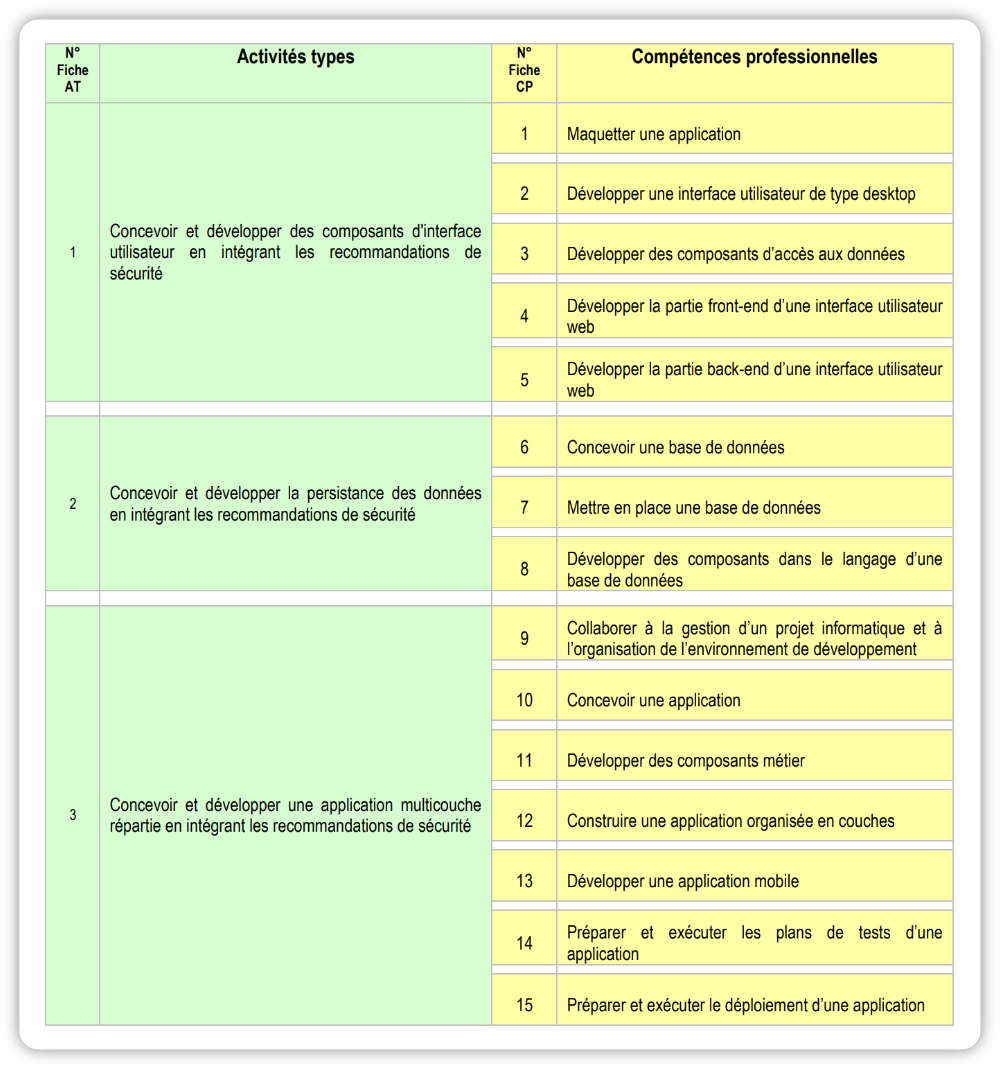 N°
Fiche
AT
Activités types
N°
Fiche
CP
Compétences professionnelles
1
Concevoir et développer des composants d'interface
utilisateur en intégrant les recommandations de
sécurité
1
Maquetter une application
2
Développer une interface utilisateur de type desktop
3
Développer des composants d’accès aux données
4
Développer la partie front-end d’une interface utilisateur
web
5
Développer la partie back-end d’une interface utilisateur
web
2
Concevoir et développer la persistance des données
en intégrant les recommandations de sécurité
6
Concevoir une base de données
7
Mettre en place une base de données
8
Développer des composants dans le langage d’une
base de données
3
Concevoir et développer une application multicouche
répartie en intégrant les recommandations de sécurité
9
Collaborer à la gestion d’un projet informatique et à
l’organisation de l’environnement de développement
10
Concevoir une application
11
Développer des composants métier
12
Construire une application organisée en couches
13
Développer une application mobile
14
Préparer et exécuter les plans de tests d’une
application
15
Préparer et exécuter le déploiement d’une application